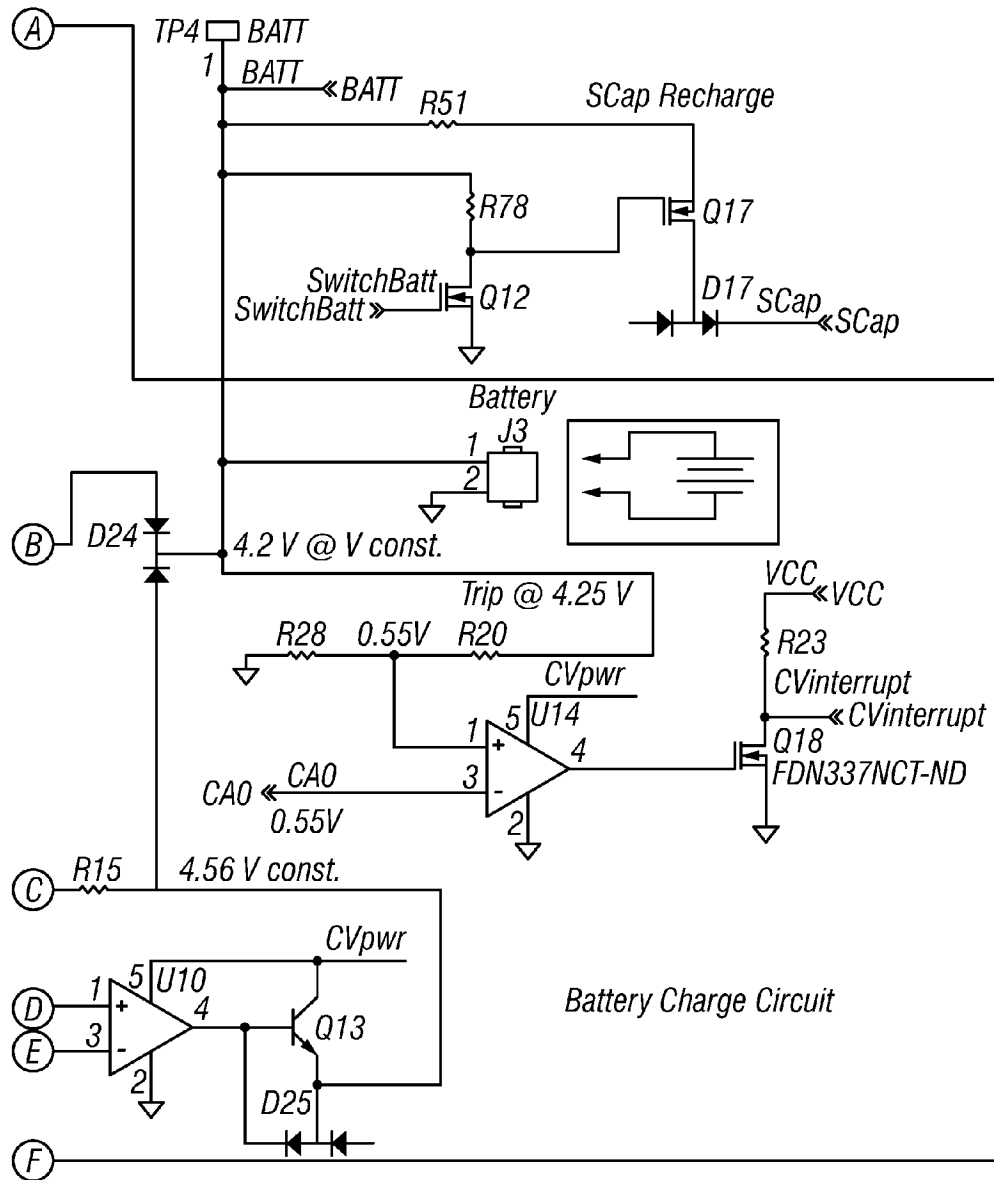 A
TP4 BATT
1
BATT
BATT
R51
SCap Recharge
R78
Q17
SwitchBatt
SwitchBatt
Q12
D17
SCap
SCap
Battery
J3
1
2
B
D24
4.2 V @ V const.
Trip @ 4.25 V
VCC
VCC
R28
0.55V
R20
R23
CVpwr
CVinterrupt
CVinterrupt
5
U14
1
+
4
Q18
FDN337NCT-ND
CA0
CA0
3
-
0.55V
2
C
R15
4.56 V const.
CVpwr
5
U10
D
1
+
4
Q13
Battery Charge Circuit
E
3
-
2
D25
F